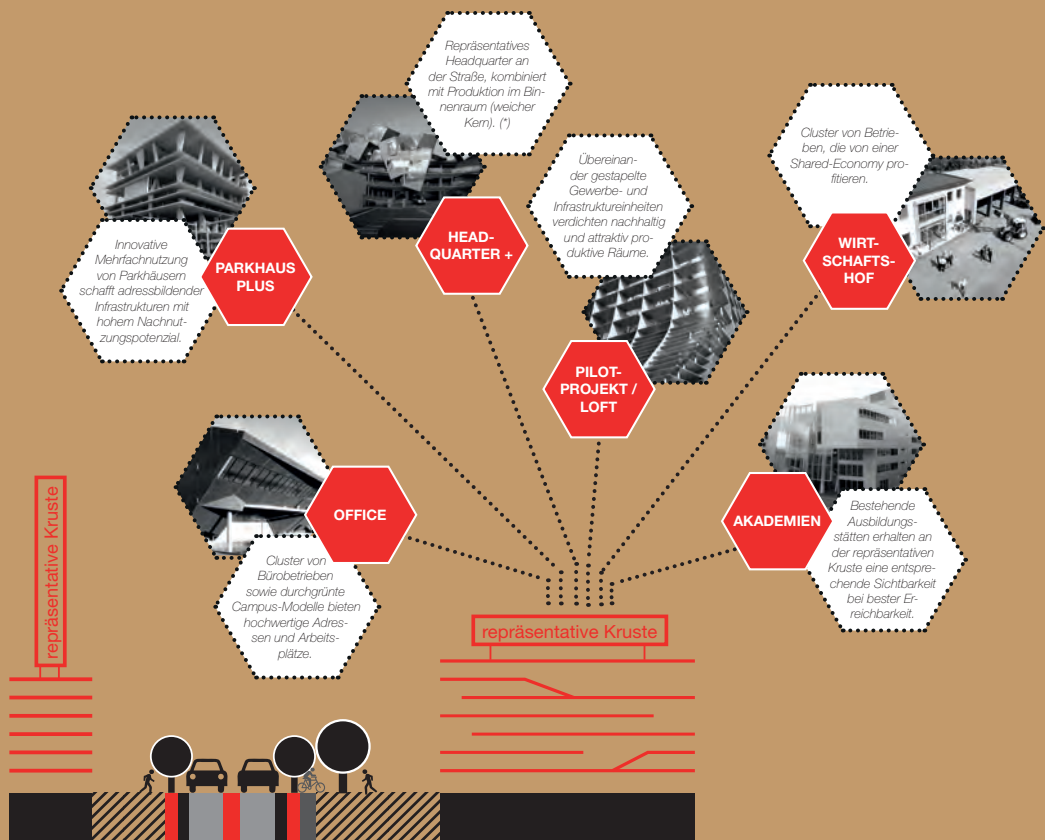 Repräsentatives
Headquarter an
der Straße, kombiniert
mit Produktion im Bin-
nenraum (weicher
Kern). (*)
HEAD-
QUARTER +
Innovative
Mehrfachnutzung
von Parkhäusern
schafft adressbildender
Infrastrukturen mit
hohem Nachnut-
zungspotenzial.
PARKHAUS
PLUS
Übereinan-
der gestapelte
Gewerbe- und
Infrastruktureinheiten
verdichten nachhaltig
und attraktiv pro-
duktive Räume.
PILOT-
PROJEKT /
LOFT
Cluster von Betrie-
ben, die von einer
Shared-Economy pro-
fitieren.
WIRT-
SCHAFTS-
HOF
OFFICE
Cluster von
Bürobetrieben
sowie durchgrünte
Campus-Modelle bieten
hochwertige Adres-
sen und Arbeits-
plätze.
AKADEMIEN
Bestehende
Ausbildungs-
stätten erhalten an
der repräsentativen
Kruste eine entspre-
chende Sichtbarkeit
bei bester Er-
reichbarkeit.
repräsentative Kruste
repräsentative Kruste